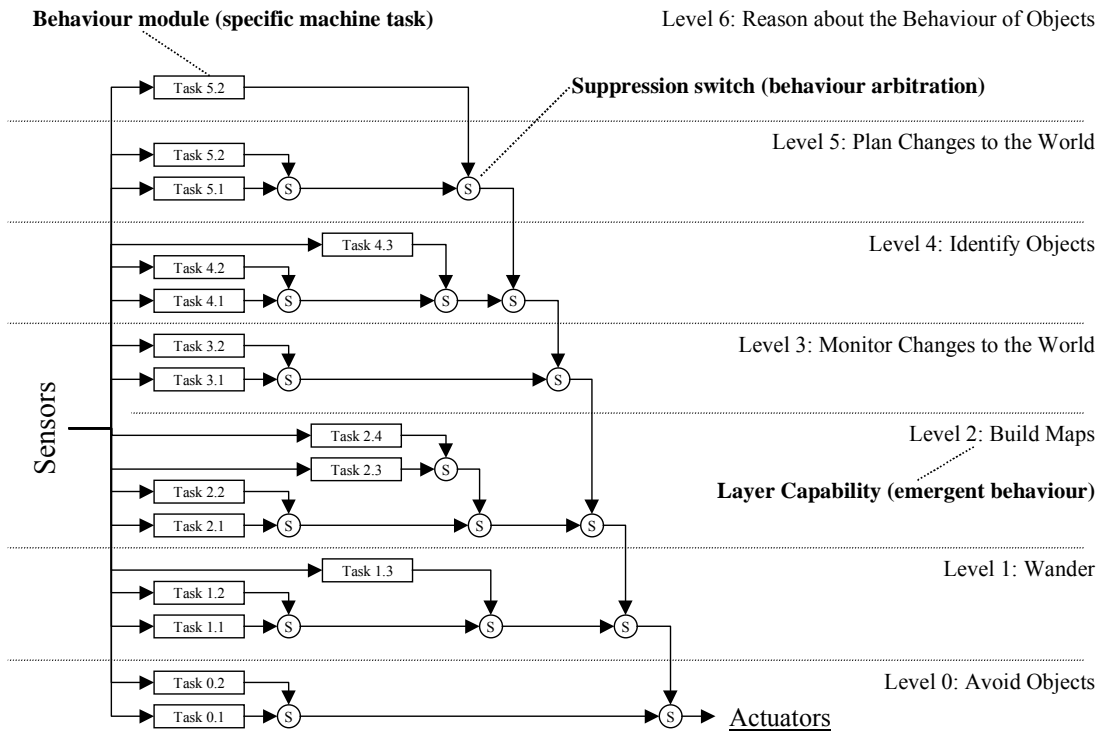 Behaviour module (specific machine task)
Level 6: Reason about the Behaviour of Objects
Task 5.2
Suppression switch (behaviour arbitration)
Level 5: Plan Changes to the World
Task 5.2
Task 5.1
S
S
Level 4: Identify Objects
Task 4.3
Task 4.2
Task 4.1
S
S
S
Level 3: Monitor Changes to the World
Task 3.2
Task 3.1
S
S
Sensors
Level 2: Build Maps
Task 2.4
Task 2.3
S
Layer Capability (emergent behaviour)
Task 2.2
Task 2.1
S
S
S
Level 1: Wander
Task 1.3
Task 1.2
Task 1.1
S
S
S
Level 0: Avoid Objects
Task 0.2
Task 0.1
S
S
Actuators